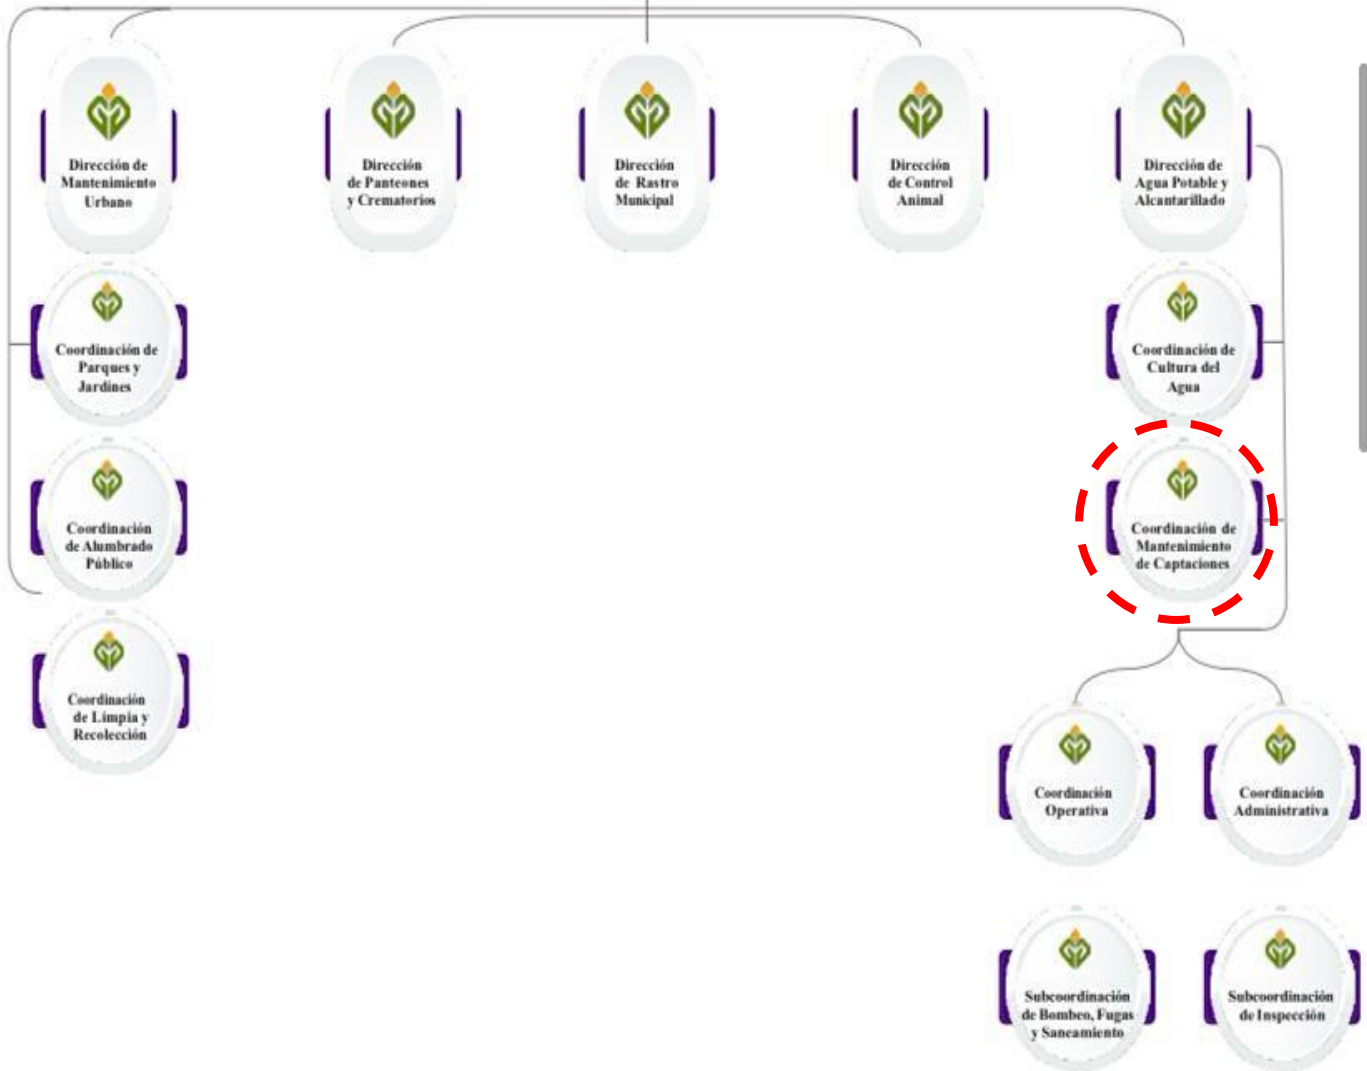 Dirección de
Mantenimiento
Urbano
Dirección
de Panteones
y Crematorios
Dirección
de Rastro
Municipal
Dirección
de Control
Animal
Dirección de
Agua Potable y
Alcantarillado
Coordinación de
Parques y
Jardines
Coordinación de
Cultura del
Agua
Coordinación
de Alumbrado
Público
Coordinación de
Mantenimiento
de Captaciones
Coordinación
de Limpia y
Recolección
Coordinación
Operativa
Coordinación
Administrativa
Subcoordinación
de Bombeo, Fugas
y Saneamiento
Subcoordinación
de Inspección